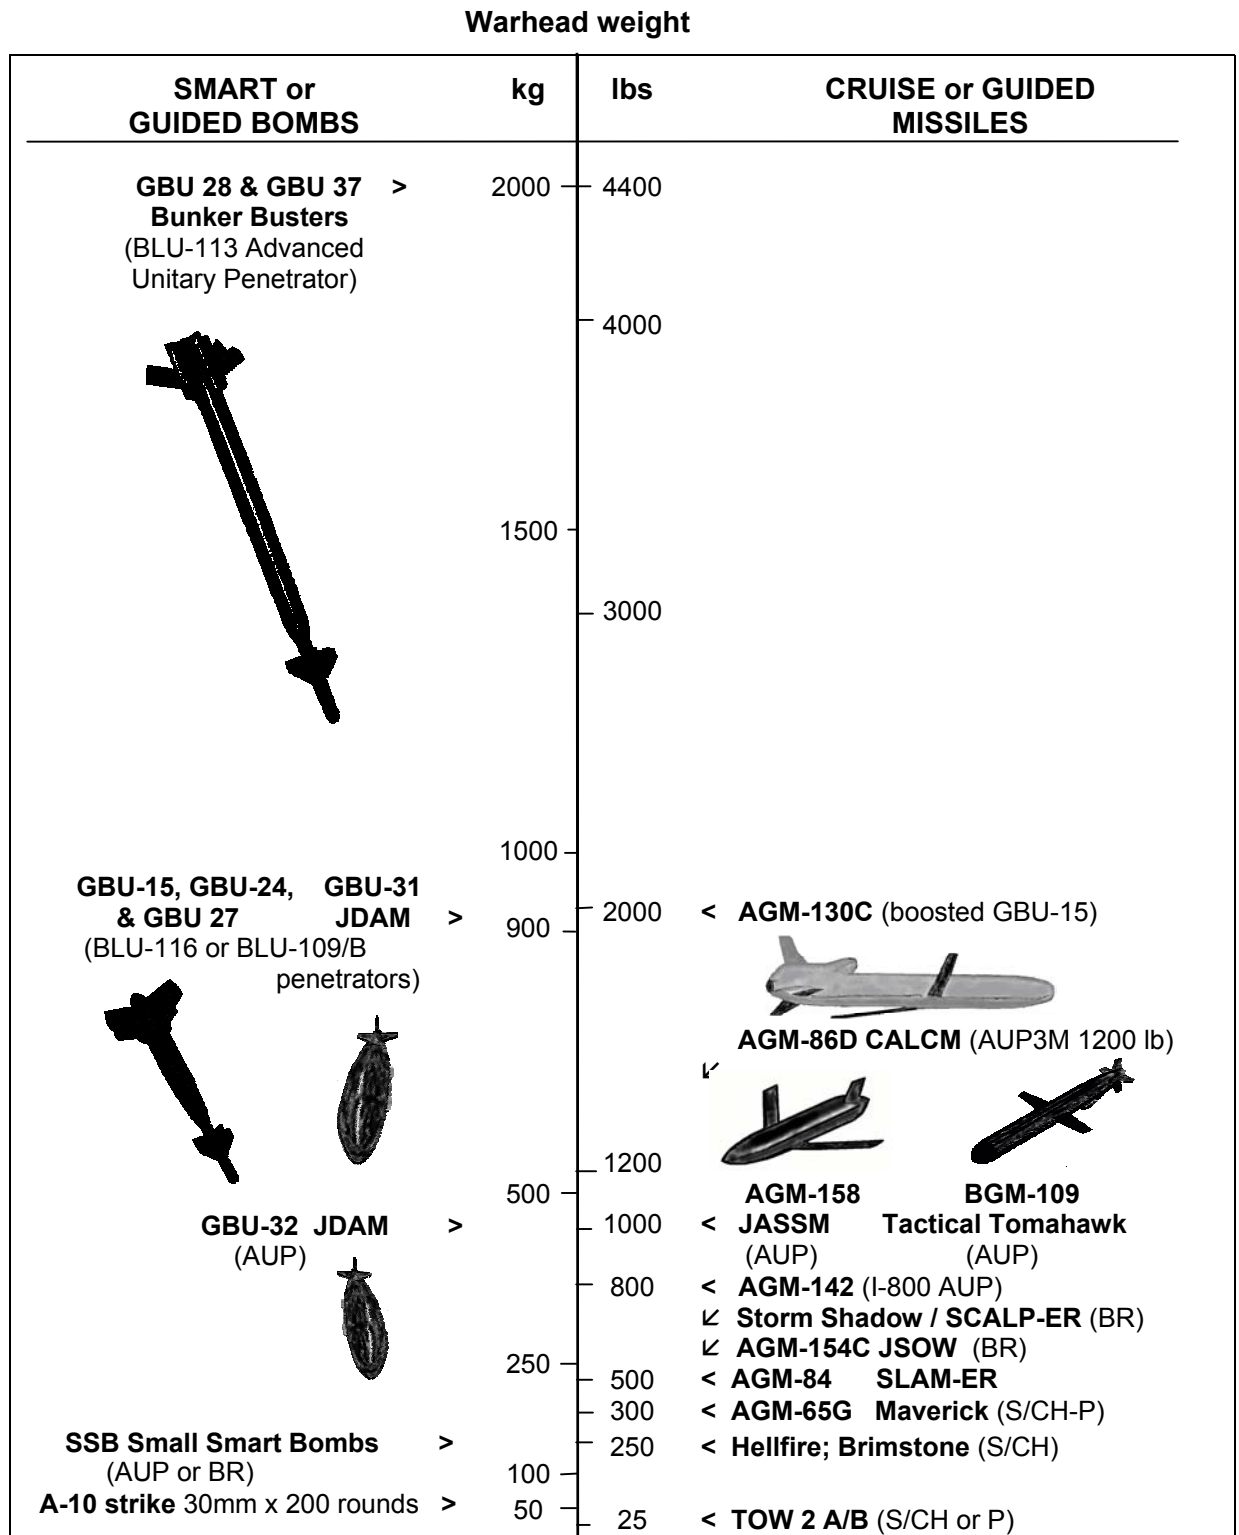 Warhead weight
SMART or
GUIDED BOMBS
kg
lbs
CRUISE or GUIDED
MISSILES
GBU 28 & GBU 37 >
Bunker Busters
(BLU-113 Advanced
Unitary Penetrator)
2000
4400
4000
1500
3000
1000
GBU-15, GBU-24, GBU-31
& GBU 27 JDAM >
(BLU-116 or BLU-109/B
penetrators)
900
2000
< AGM-130C (boosted GBU-15)
AGM-86D CALCM (AUP3M 1200 lb)
↙
1200
500
AGM-158 BGM-109
GBU-32 JDAM >
(AUP)
1000
< JASSM Tactical Tomahawk
(AUP) (AUP)
800
< AGM-142 (I-800 AUP)
↙ Storm Shadow / SCALP-ER (BR)
↙ AGM-154C JSOW (BR)
250
500
< AGM-84 SLAM-ER
300
< AGM-65G Maverick (S/CH-P)
SSB Small Smart Bombs >
(AUP or BR)
250
< Hellfire; Brimstone (S/CH)
100
A-10 strike 30mm x 200 rounds >
50
25
< TOW 2 A/B (S/CH or P)